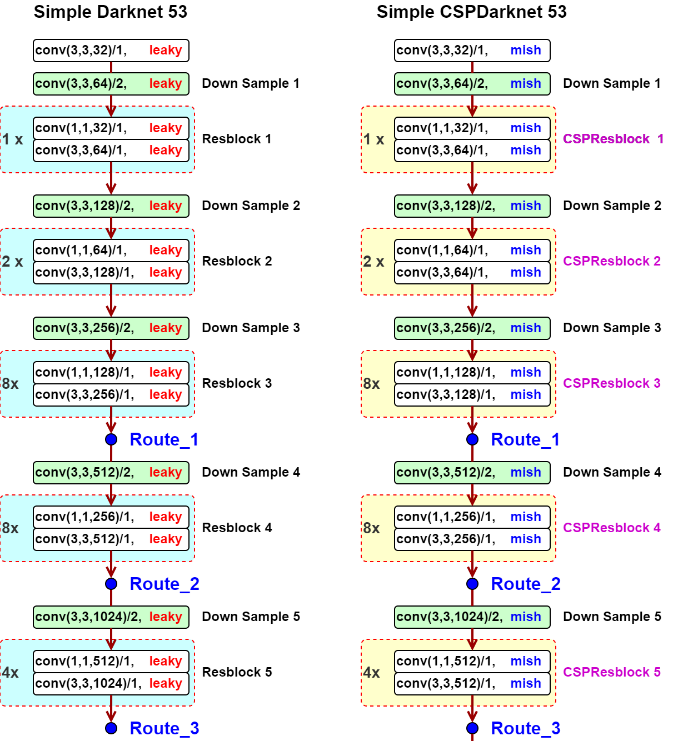 Simple Darknet 53
conv(3,3,32)/1, leaky
conv(3,3,64)/2, leaky Down Sample 1
1 x
conv(1,1,32)/1, leaky
conv(3,3,64)/1, leaky
Resblock 1
conv(3,3,128)/2, leaky Down Sample 2
2 x
conv(1,1,64)/1, leaky
conv(3,3,128)/1, leaky
Resblock 2
conv(3,3,256)/2, leaky Down Sample 3
8x
conv(1,1,128)/1, leaky
conv(3,3,256)/1, leaky
Resblock 3
Route_1
conv(3,3,512)/2, leaky Down Sample 4
8x
conv(1,1,256)/1, leaky
conv(3,3,512)/1, leaky
Resblock 4
Route_2
conv(3,3,1024)/2, leaky Down Sample 5
4x
conv(1,1,512)/1, leaky
conv(3,3,1024)/1, leaky
Resblock 5
Route_3
Simple CSPDarknet 53
conv(3,3,32)/1, mish
conv(3,3,64)/2, mish Down Sample 1
1 x
conv(1,1,32)/1, mish
conv(3,3,64)/1, mish
CSPResblock 1
conv(3,3,128)/2, mish Down Sample 2
2 x
conv(1,1,64)/1, mish
conv(3,3,64)/1, mish
CSPResblock 2
conv(3,3,256)/2, mish Down Sample 3
8x
conv(1,1,128)/1, mish
conv(3,3,128)/1, mish
CSPResblock 3
Route_1
conv(3,3,512)/2, mish Down Sample 4
8x
conv(1,1,256)/1, mish
conv(3,3,256)/1, mish
CSPResblock 4
Route_2
conv(3,3,1024)/2, mish Down Sample 5
4x
conv(1,1,512)/1, mish
conv(3,3,512)/1, mish
CSPResblock 5
Route_3